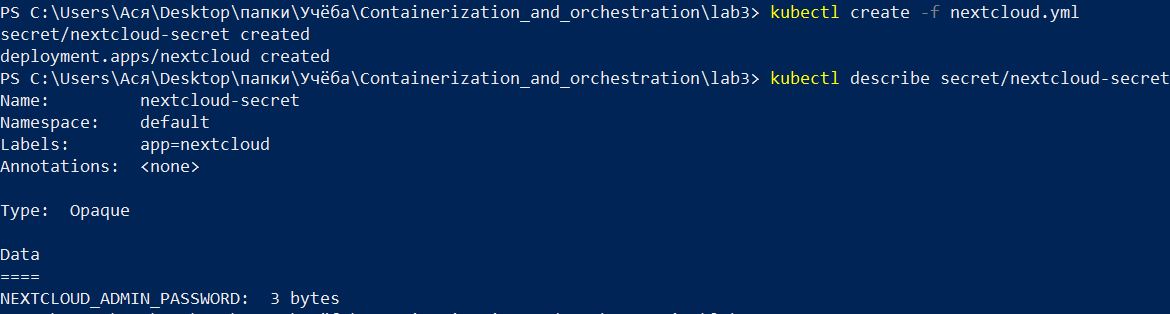 PS C:\Users\Ася\Desktop\папки\Учёба\Containerization_and_orchestration\lab3> kubectl create -f nextcloud.yml
secret/nextcloud-secret created
deployment.apps/nextcloud created
PS C:\Users\Ася\Desktop\папки\Учёба\Containerization_and_orchestration\lab3> kubectl describe secret/nextcloud-secret
Name:         nextcloud-secret
Namespace:    default
Labels:       app=nextcloud
Annotations:  <none>
Type:  Opaque
Data
====
NEXTCLOUD_ADMIN_PASSWORD:  3 bytes